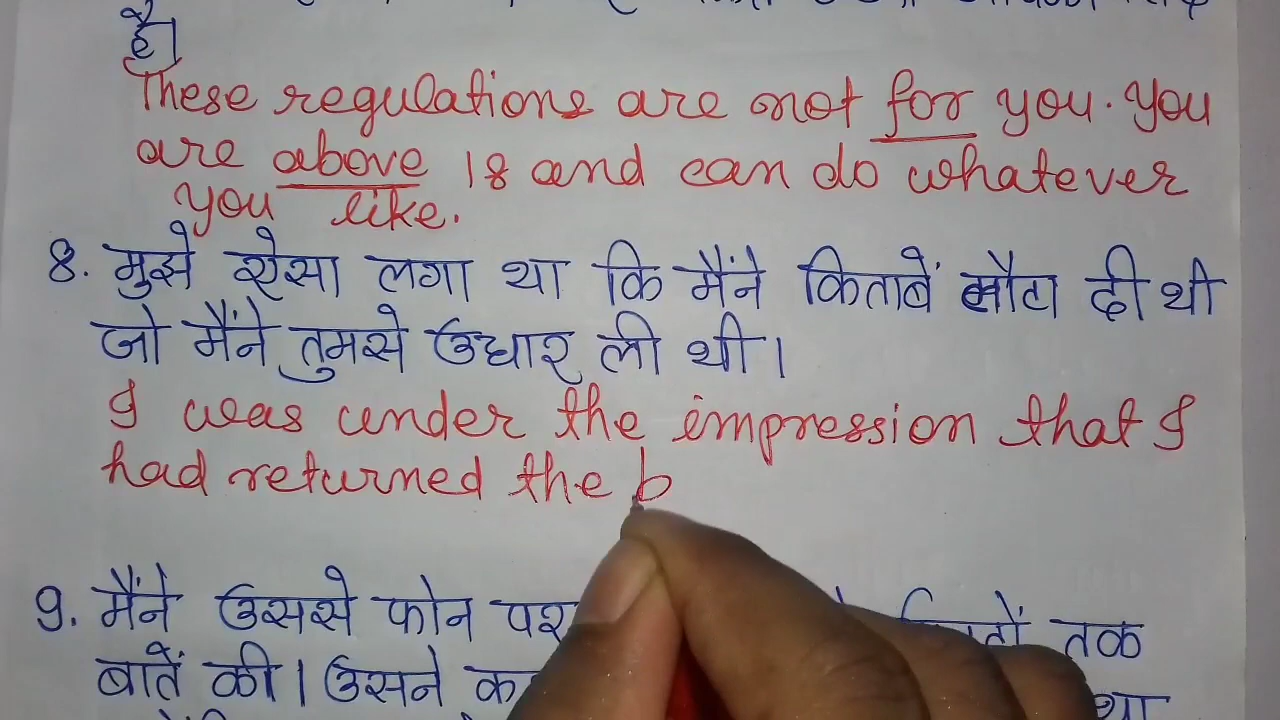 है।
These regulations are not for you. You
are above 18 and can do whatever
you like.
8. मुझे ऐसा लगा था कि मैंने किताबें लौटा दी थी
जो मैंने तुमसे उधार ली थी।
I was under the impression that I
had returned the b
9. मैंने उससे फोन पर तक
बातें की। उसने था